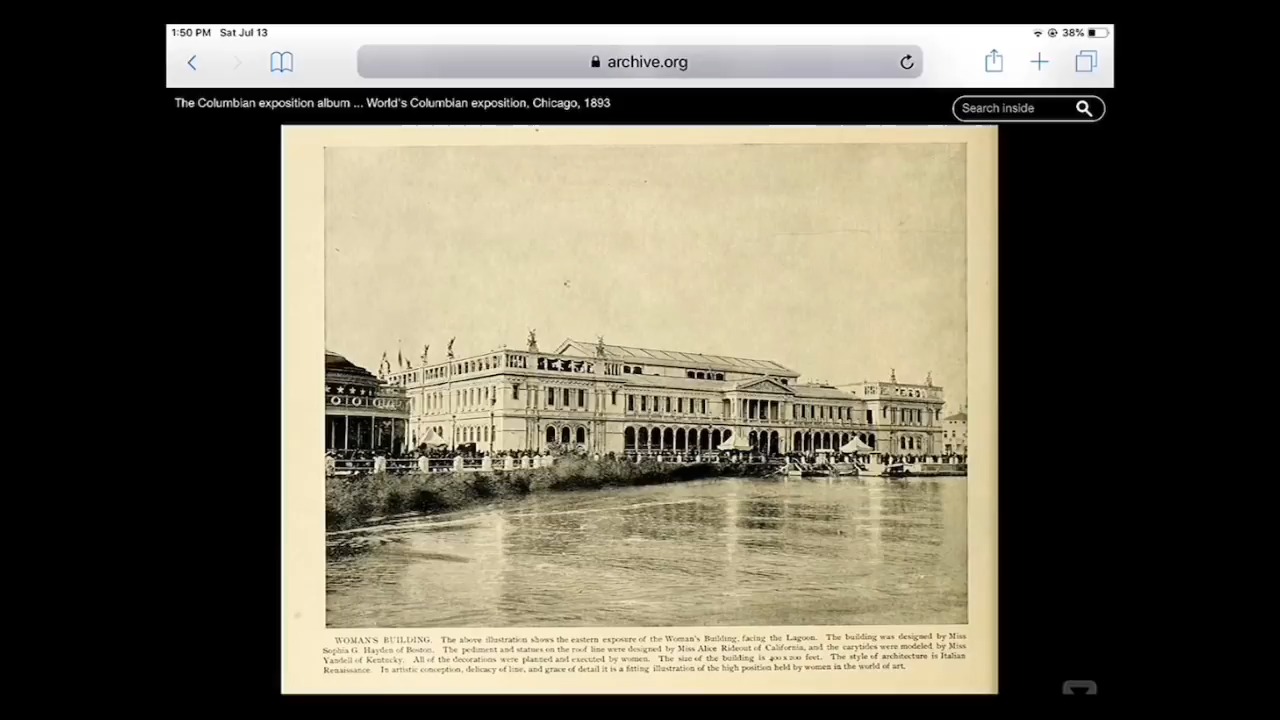 1:50 PM Sat Jul 13
38%
archive.org
The Columbian exposition album ... World's Columbian exposition, Chicago, 1893
Search inside
WOMAN'S BUILDING. The above illustration shows the eastern exposure of the Woman's Building, facing the Lagoon. The building was designed by Miss
Sophia G. Hayden of Boston. The pediment and statues on the roof line were designed by Miss Alice Rideout of California, and the carytides were modeled by Miss
Yandell of Kentucky. All of the decorations were planned and executed by women. The size of the building is 400 x 200 feet. The style of architecture is Italian
Renaissance. In artistic conception, delicacy of line, and grace of detail it is a fitting illustration of the high position held by women in the world of art.